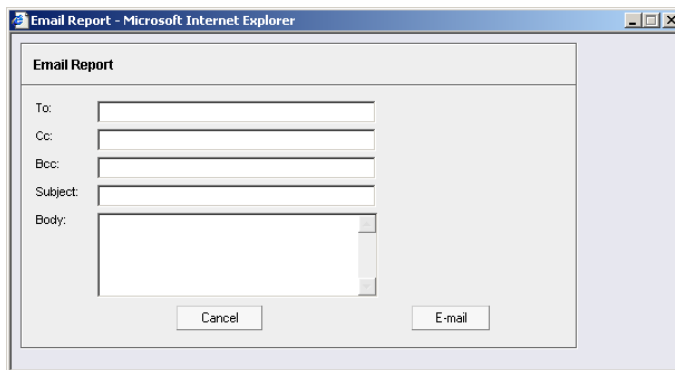 Email Report - Microsoft Internet Explorer
Email Report
To:
Cc:
Bcc:
Subject:
Body:
Cancel E-mail